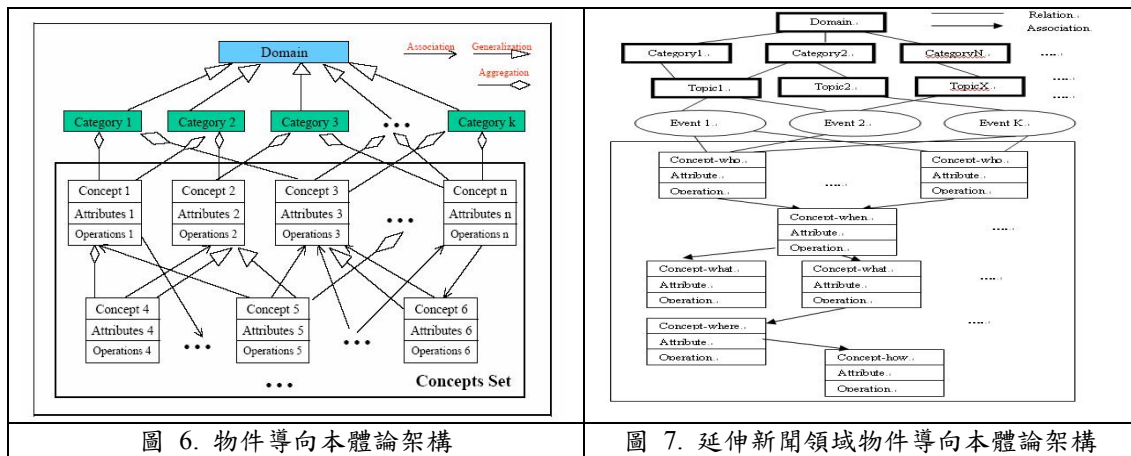 Domain
Association
Generalization
Aggregation
Category 1
Category 2
Category 3
...
Category k
Concept 1
Attributes 1
Operations 1
Concept 2
Attributes 2
Operations 2
Concept 3
Attributes 3
Operations 3
...
Concept n
Attributes n
Operations n
Concept 4
Attributes 4
Operations 4
...
Concept 5
Attributes 5
Operations 5
...
Concept 6
Attributes 6
Operations 6
...
Concepts Set
圖 6. 物件導向本體論架構
Domain
Relation
Association
Category1
Category2
CategoryN
.....
Topic1
Topic2
TopicX
.....
.....
Event 1
Event 2
Event K
Concept-who
Attribute
Operation
.....
Concept-who
Attribute
Operation
Concept-when
Attribute
Operation
.....
Concept-what
Attribute
Operation
Concept-what
Attribute
Operation
.....
Concept-where
Attribute
Operation
.....
Concept-how
Attribute
Operation
圖 7. 延伸新聞領域物件導向本體論架構